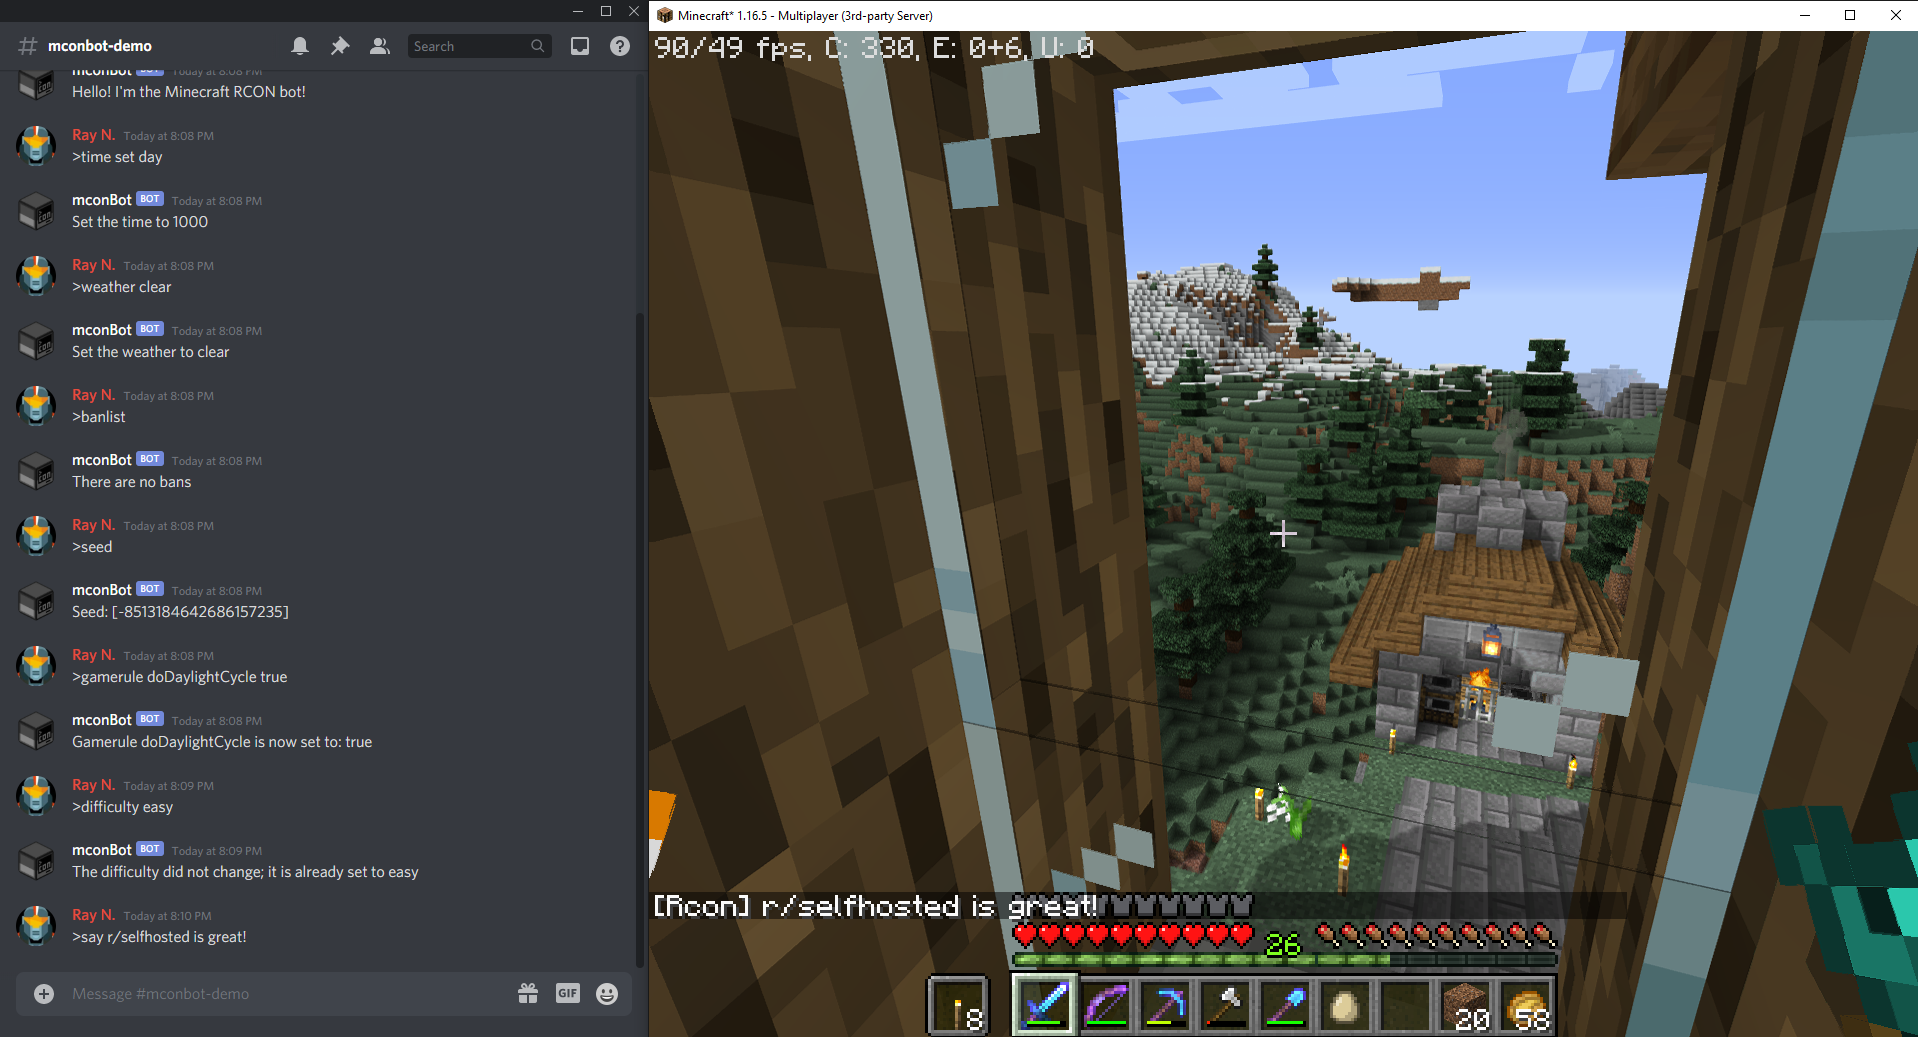 mconbot-demo
Search
mconBot BOT Today at 8:08 PM
Hello! I'm the Minecraft RCON bot!
Ray N. Today at 8:08 PM
>time set day
mconBot BOT Today at 8:08 PM
Set the time to 1000
Ray N. Today at 8:08 PM
>weather clear
mconBot BOT Today at 8:08 PM
Set the weather to clear
Ray N. Today at 8:08 PM
>banlist
mconBot BOT Today at 8:08 PM
There are no bans
Ray N. Today at 8:08 PM
>seed
mconBot BOT Today at 8:08 PM
Seed: [-8513184642686157235]
Ray N. Today at 8:08 PM
>gamerule doDaylightCycle true
mconBot BOT Today at 8:08 PM
Gamerule doDaylightCycle is now set to: true
Ray N. Today at 8:09 PM
>difficulty easy
mconBot BOT Today at 8:09 PM
The difficulty did not change; it is already set to easy
Ray N. Today at 8:10 PM
>say r/selfhosted is great!
Message #mconbot-demo
GIF
Minecraft* 1.16.5 - Multiplayer (3rd-party Server)
90/49 fps, C: 330, E: 0+6, U: 0
[Rcon] r/selfhosted is great!
26
8
20
58